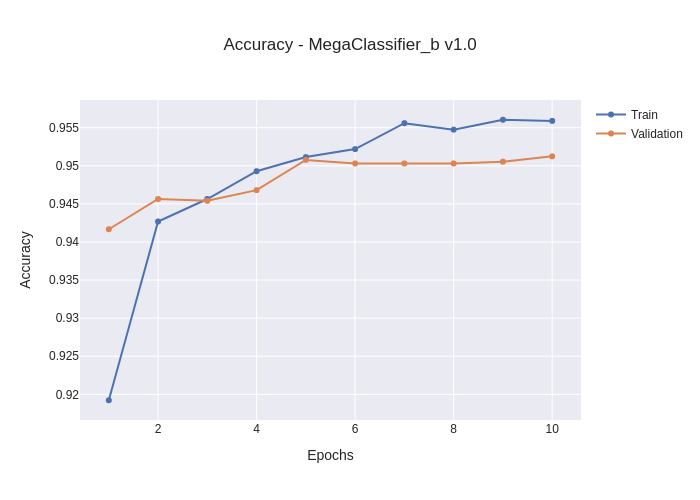 Accuracy - MegaClassifier_b v1.0
Train
Validation
0.955
0.95
0.945
0.94
0.935
0.93
0.925
0.92
Accuracy
2 4 6 8 10
Epochs